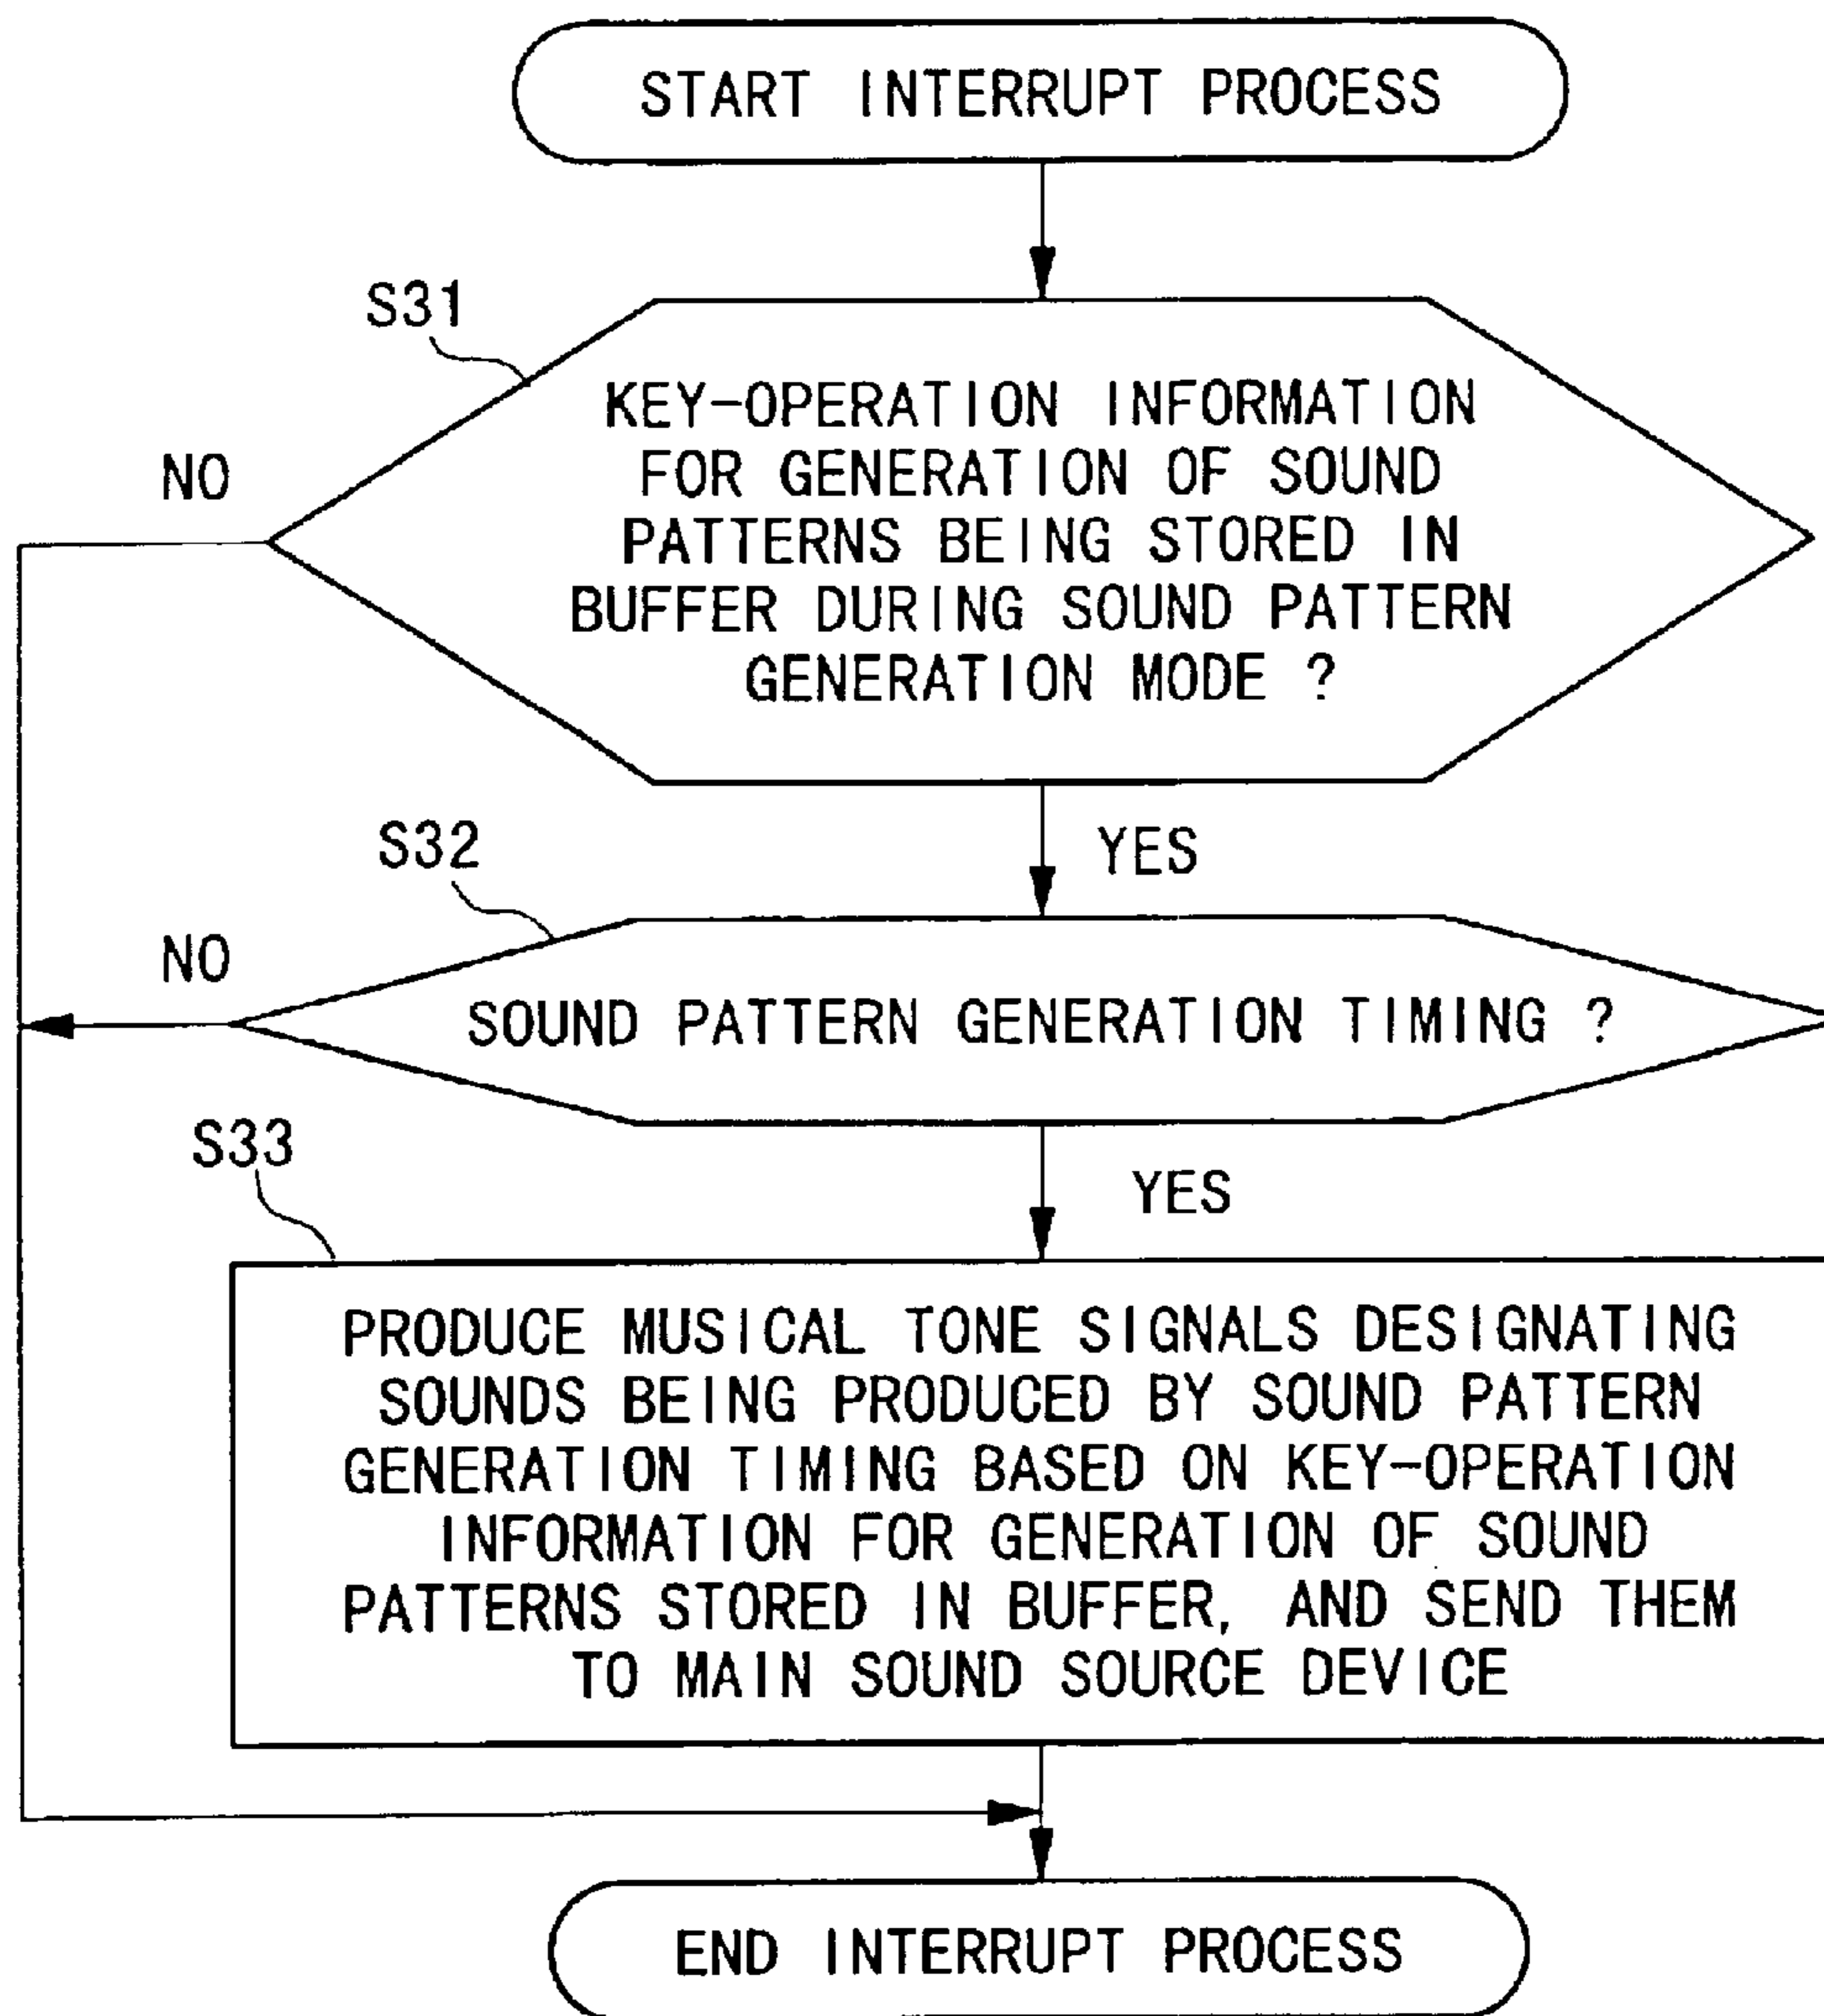 START INTERRUPT PROCESS
S31
KEY-OPERATION INFORMATION
FOR GENERATION OF SOUND
PATTERNS BEING STORED IN
BUFFER DURING SOUND PATTERN
GENERATION MODE ?
NO
YES
S32
NO
SOUND PATTERN GENERATION TIMING ?
YES
S33
PRODUCE MUSICAL TONE SIGNALS DESIGNATING
SOUNDS BEING PRODUCED BY SOUND PATTERN
GENERATION TIMING BASED ON KEY-OPERATION
INFORMATION FOR GENERATION OF SOUND
PATTERNS STORED IN BUFFER, AND SEND THEM
TO MAIN SOUND SOURCE DEVICE
END INTERRUPT PROCESS